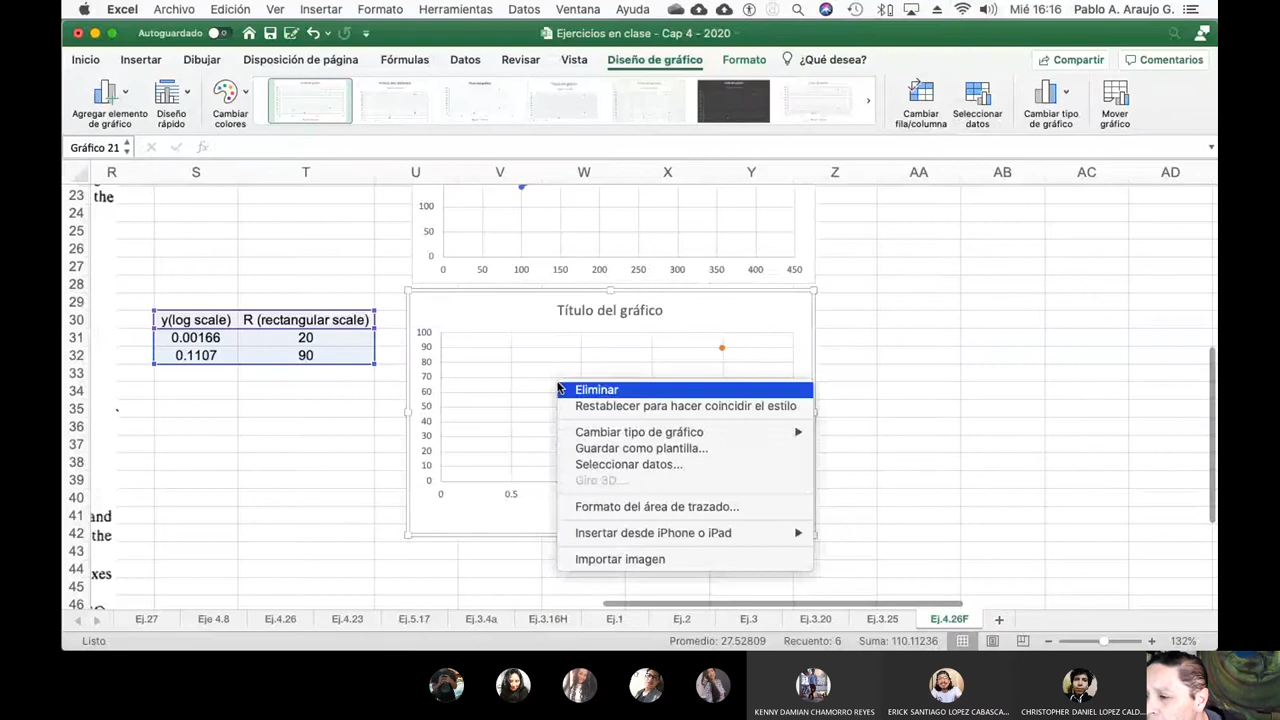 Excel Archivo Edición Ver Insertar Formato Herramientas Datos Ventana Ayuda Mié 16:16 Pablo A. Araujo G.
Autoguardado Ejercicios en clase - Cap 4 - 2020
Inicio Insertar Dibujar Disposición de página Fórmulas Datos Revisar Vista Diseño de gráfico Formato ¿Qué desea? Compartir Comentarios
Agregar elemento de gráfico
Diseño rápido
Cambiar colores
Cambiar fila/columna
Seleccionar datos
Cambiar tipo de gráfico
Mover gráfico
Gráfico 21 fx
R S T U V W X Y Z AA AB AC AD
23 the
24
25
26
27
28
29
30
31
32
33
34
35
36
37
38
39
40
41 and
42 the
43
44 xes
45
46
100
50
0
0 50 100 150 200 250 300 350 400 450
y(log scale) R (rectangular scale)
0.00166 20
0.1107 90
Título del gráfico
100
90
80
70
60
50
40
30
20
10
0
0 0.5
Eliminar
Restablecer para hacer coincidir el estilo
Cambiar tipo de gráfico
Guardar como plantilla...
Seleccionar datos...
Giro 3D...
Formato del área de trazado...
Insertar desde iPhone o iPad
Importar imagen
Ej.27 Eje 4.8 Ej.4.26 Ej.4.23 Ej.5.17 Ej.3.4a Ej.3.16H Ej.1 Ej.2 Ej.3 Ej.3.20 Ej.3.25 Ej.4.26F
Listo Promedio: 27.52809 Recuento: 6 Suma: 110.11236 132%
KENNY DAMIAN CHAMORRO REYES ERICK SANTIAGO LOPEZ CABASCA... CHRISTOPHER DANIEL LOPEZ CALD...